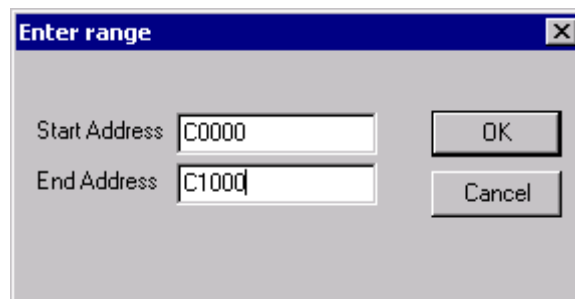 Enter range
Start Address C0000 OK
End Address C1000 Cancel